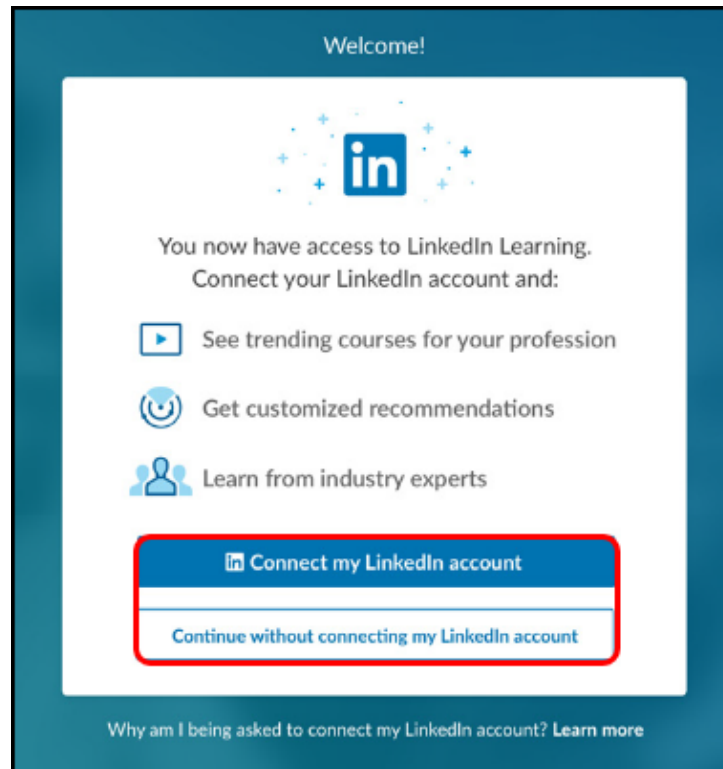 Welcome!
in
You now have access to LinkedIn Learning.
Connect your LinkedIn account and:
See trending courses for your profession
Get customized recommendations
Learn from industry experts
in Connect my LinkedIn account
Continue without connecting my LinkedIn account
Why am I being asked to connect my LinkedIn account? Learn more